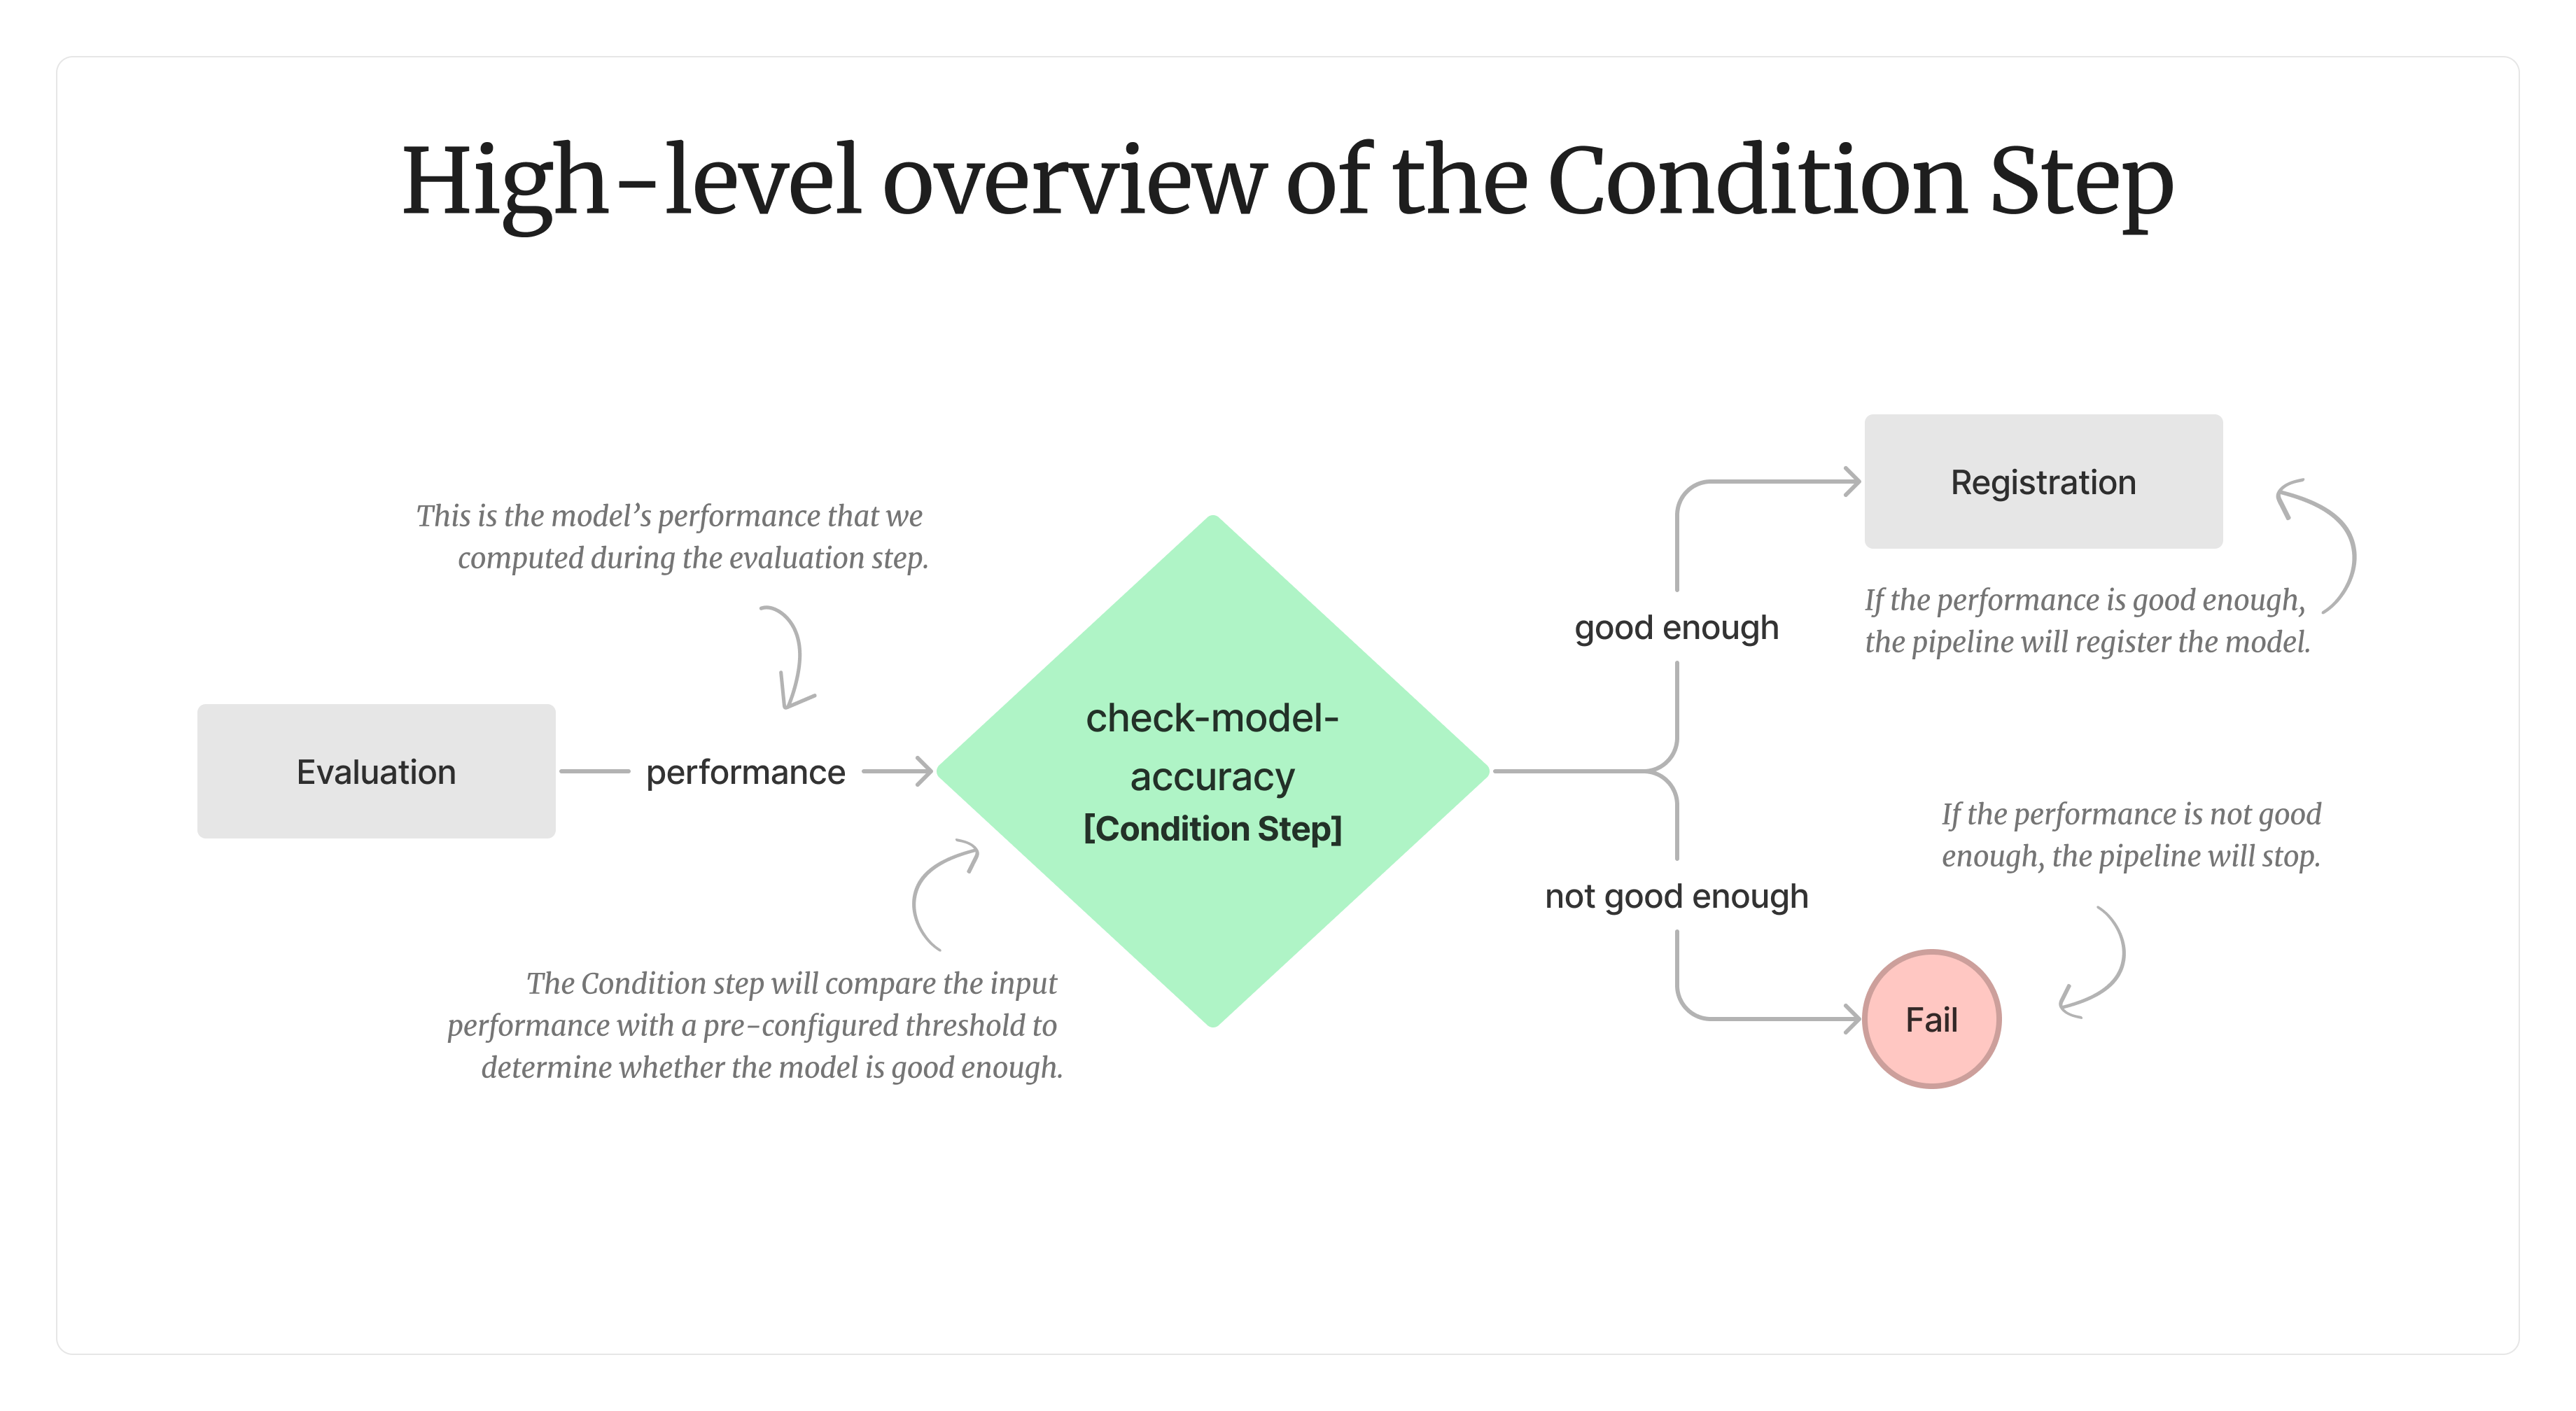 High-level overview of the Condition Step
This is the model’s performance that we
computed during the evaluation step.
Evaluation
performance
check-model-
accuracy
[Condition Step]
The Condition step will compare the input
performance with a pre-configured threshold to
determine whether the model is good enough.
good enough
Registration
If the performance is good enough,
the pipeline will register the model.
not good enough
If the performance is not good
enough, the pipeline will stop.
Fail